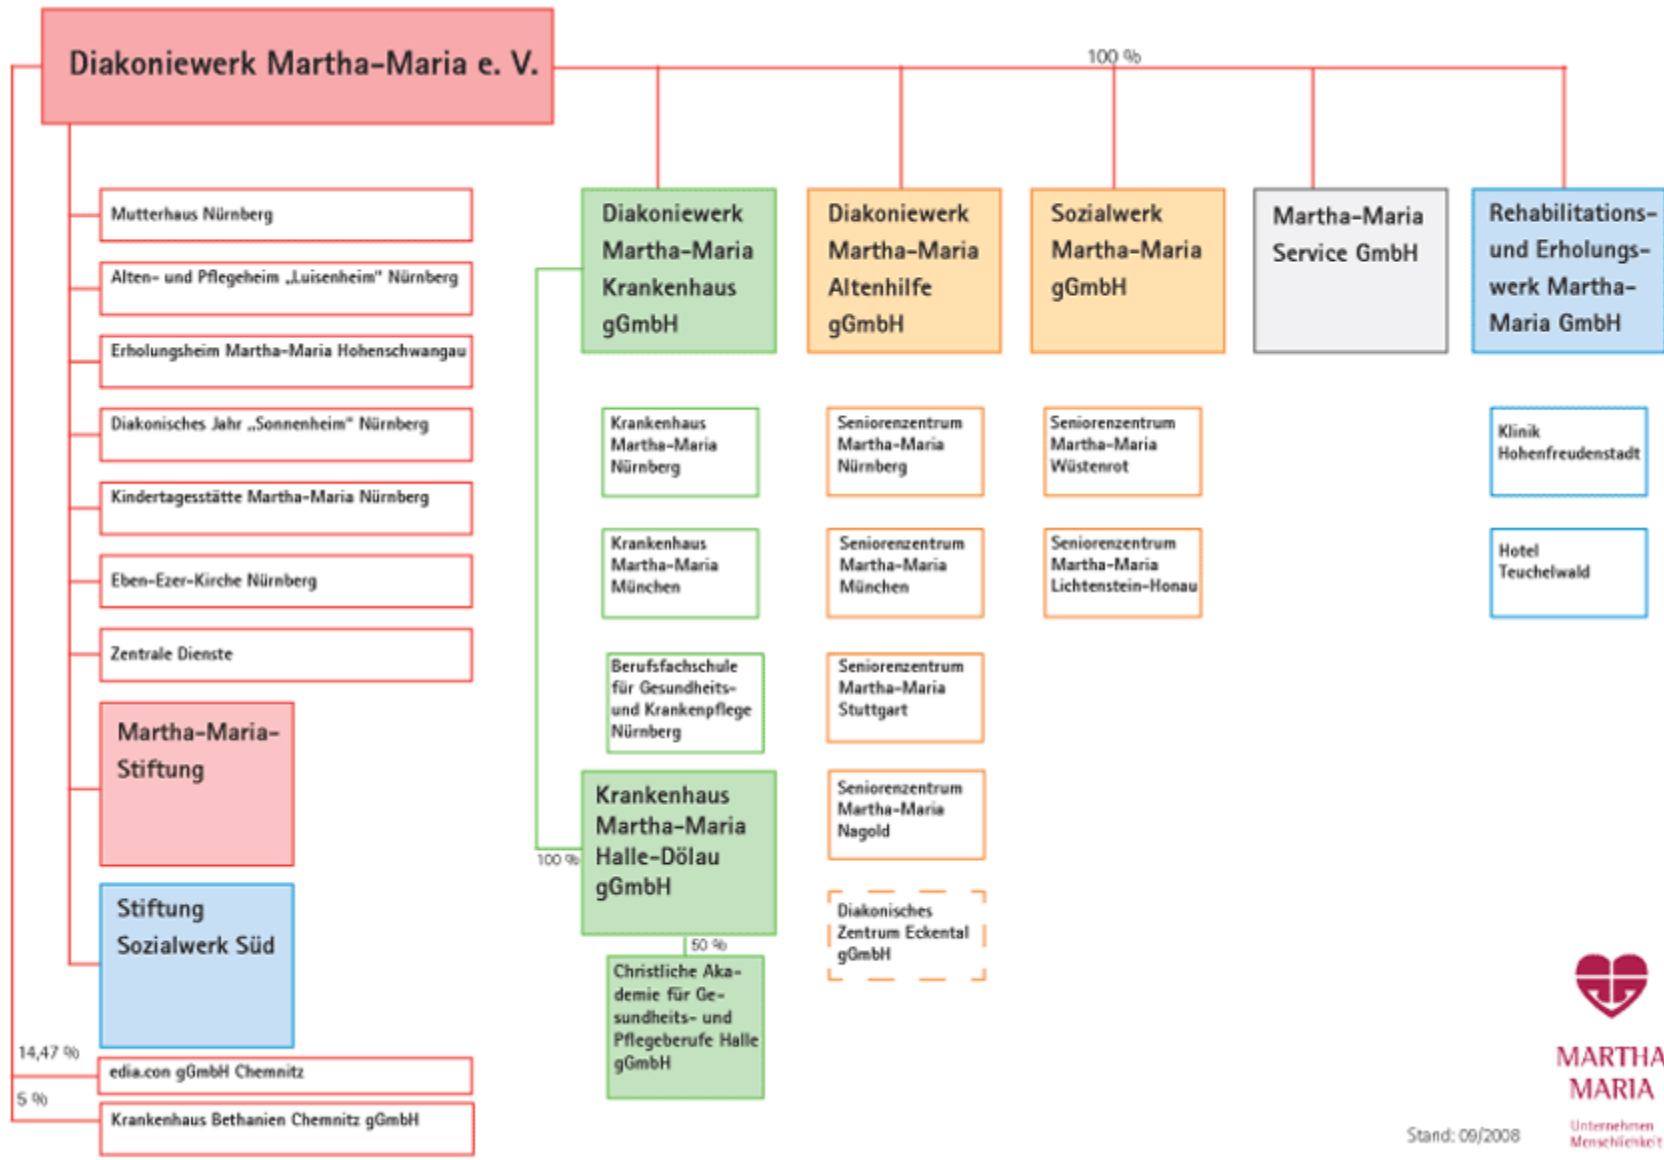 Diakoniewerk Martha-Maria e. V.
100 %
Mutterhaus Nürnberg
Alten- und Pflegeheim „Luisenheim“ Nürnberg
Erholungsheim Martha-Maria Hohenschwangau
Diakonisches Jahr „Sonnenheim“ Nürnberg
Kindertagesstätte Martha-Maria Nürnberg
Eben-Ezer-Kirche Nürnberg
Zentrale Dienste
Martha-Maria-
Stiftung
Stiftung
Sozialwerk Süd
14,47 %
edia.con gGmbH Chemnitz
5 %
Krankenhaus Bethanien Chemnitz gGmbH
Diakoniewerk
Martha-Maria
Krankenhaus
gGmbH
Krankenhaus
Martha-Maria
Nürnberg
Krankenhaus
Martha-Maria
München
Berufsfachschule
für Gesundheits-
und Krankenpflege
Nürnberg
100 %
Krankenhaus
Martha-Maria
Halle-Dölau
gGmbH
50 %
Christliche Aka-
demie für Ge-
sundheits- und
Pflegeberufe Halle
gGmbH
Diakoniewerk
Martha-Maria
Altenhilfe
gGmbH
Seniorenzentrum
Martha-Maria
Nürnberg
Seniorenzentrum
Martha-Maria
München
Seniorenzentrum
Martha-Maria
Stuttgart
Seniorenzentrum
Martha-Maria
Nagold
Diakonisches
Zentrum Eckental
gGmbH
Sozialwerk
Martha-Maria
gGmbH
Seniorenzentrum
Martha-Maria
Wüstenrot
Seniorenzentrum
Martha-Maria
Lichtenstein-Honau
Martha-Maria
Service GmbH
Rehabilitations-
und Erholungs-
werk Martha-
Maria GmbH
Klinik
Hohenfreudenstadt
Hotel
Teuchelwald
MARTHA
MARIA
Unternehmen
Menschlichkeit
Stand: 09/2008